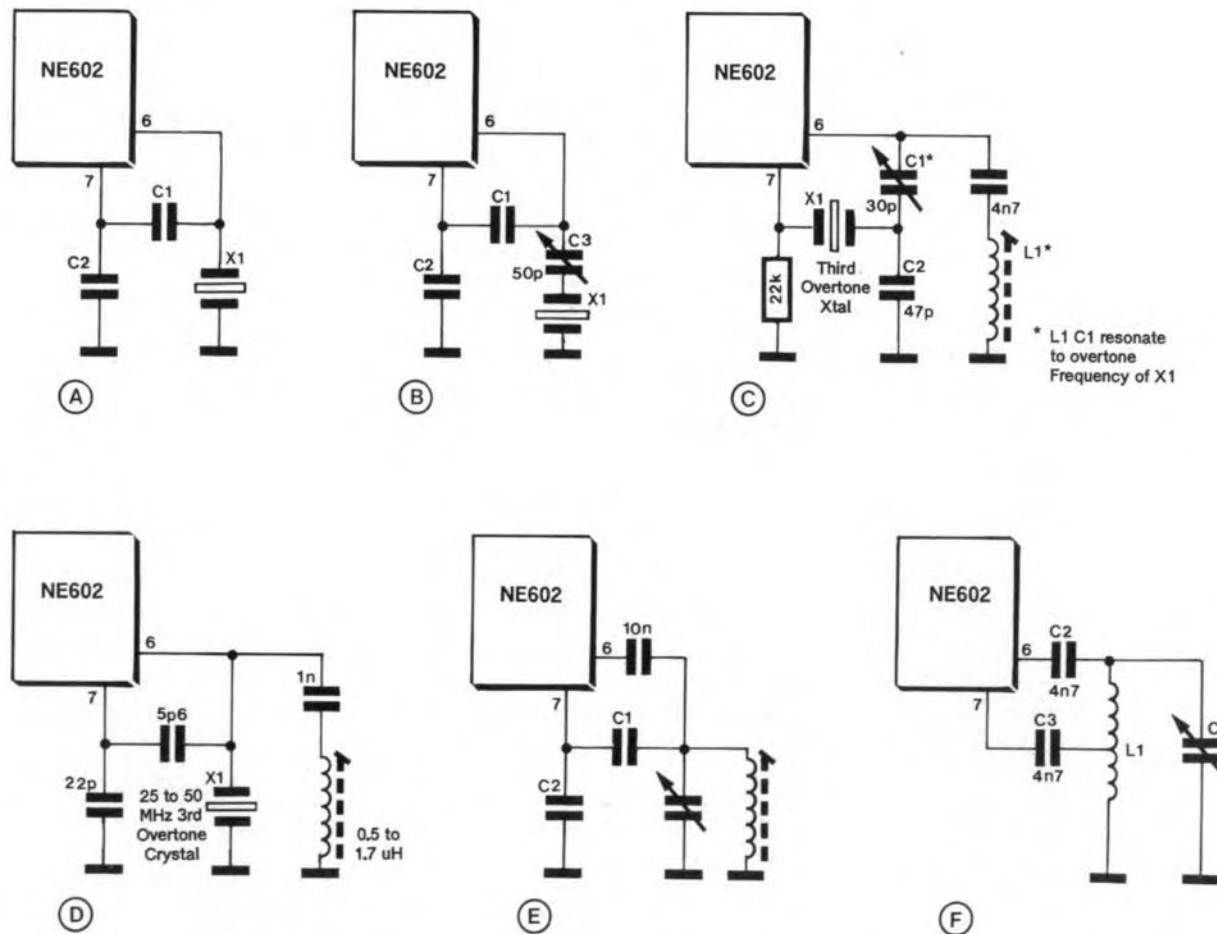 NE602
6
7
C1
C2
X1
A
NE602
6
7
C1
C2
C3
50p
X1
B
NE602
6
7
X1
C1*
30p
4n7
L1*
22k
Third
Overtone
Xtal
C2
47p
* L1 C1 resonate
to overtone
Frequency of X1
C
NE602
6
7
1n
5p6
22p
X1
25 to 50
MHz 3rd
Overtone
Crystal
0.5 to
1.7 uH
D
NE602
10n
6
7
C1
C2
E
NE602
C2
6
4n7
7
C3
4n7
L1
C
F